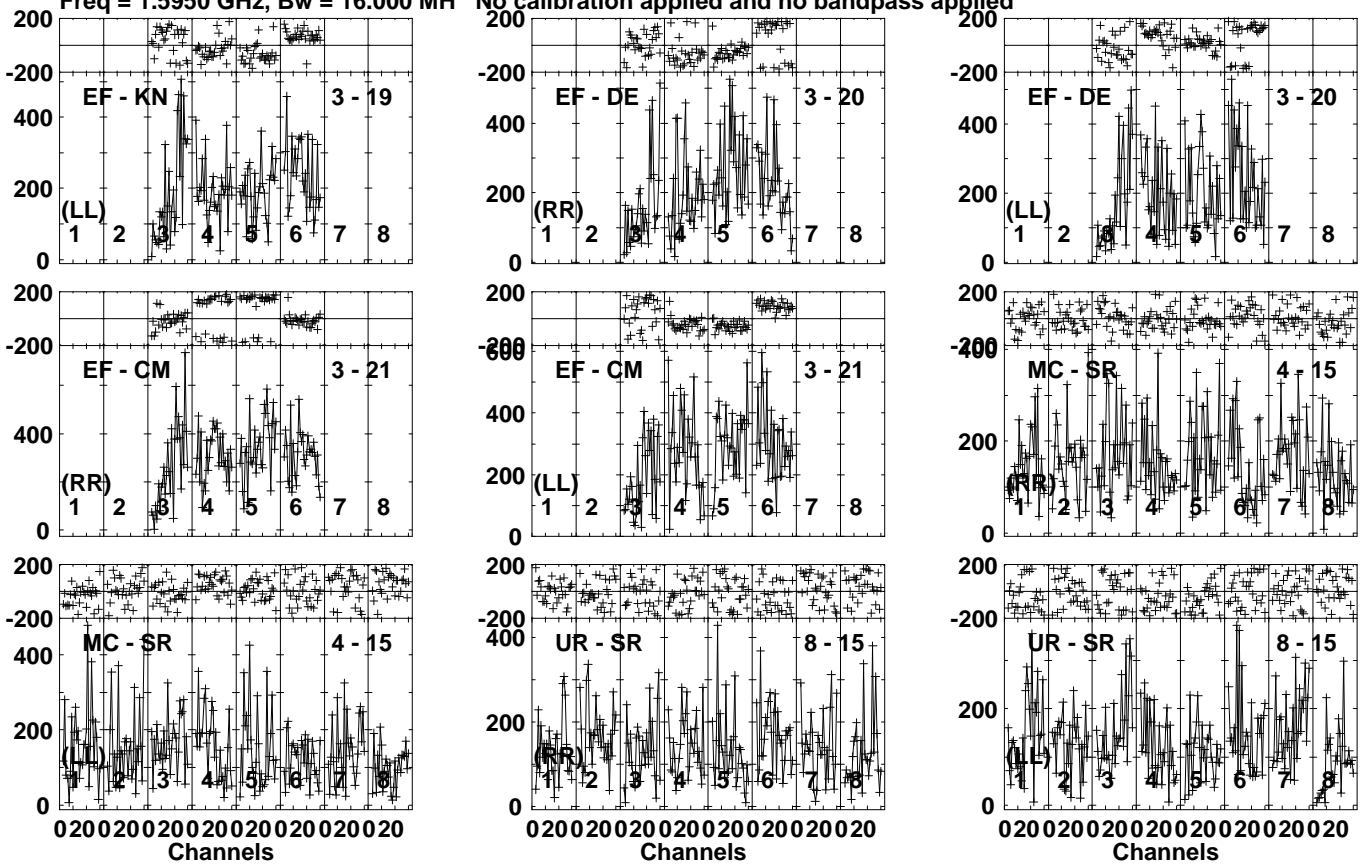 Freq = 1.5950 GHz, Bw = 16.000 MH No calibration applied and no bandpass applied
200 200 200
-200 -200 -200
EF - KN 3 - 19 EF - DE 3 - 20 EF - DE 3 - 20
400 400 400
200 200 200
(LL) (RR) (LL)
1 2 3 4 5 6 7 8 1 2 3 4 5 6 7 8 1 2 3 4 5 6 7 8
0 0 0
200 200 200
-200 -200 -200
600 400
EF - CM 3 - 21 EF - CM 3 - 21 MC - SR 4 - 15
400 400 200
200
(RR) (LL) (RR)
1 2 3 4 5 6 7 8 1 2 3 4 5 6 7 8 1 2 3 4 5 6 7 8
0 0 0
200 200 200
-200 -200 -200
MC - SR 4 - 15 UR - SR 8 - 15 UR - SR 8 - 15
400 400
200 200 200
(LL) (RR) (LL)
1 2 3 4 5 6 7 8 1 2 3 4 5 6 7 8 1 2 3 4 5 6 7 8
0 0 0
0 20 0 20 0 20 0 20 0 20 0 20 0 20 0 20 0 20 0 20 0 20 0 20 0 20 0 20 0 20 0 20 0 20 0 20 0 20 0 20 0 20 0 20 0 20 0 20
Channels Channels Channels